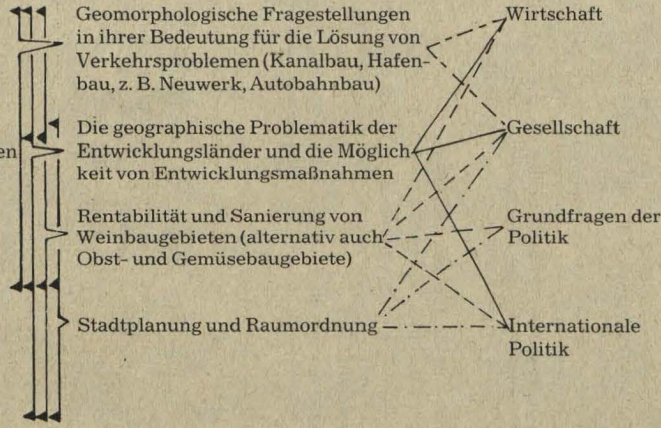 Geomorphologische Fragestellungen
in ihrer Bedeutung für die Lösung von
Verkehrsproblemen (Kanalbau, Hafen-
bau, z. B. Neuwerk, Autobahnbau)
en
Die geographische Problematik der
Entwicklungsländer und die Möglich-
keit von Entwicklungsmaßnahmen
Rentabilität und Sanierung von
Weinbaugebieten (alternativ auch
Obst- und Gemüsebaugebiete)
Stadtplanung und Raumordnung
Wirtschaft
Gesellschaft
Grundfragen der
Politik
Internationale
Politik